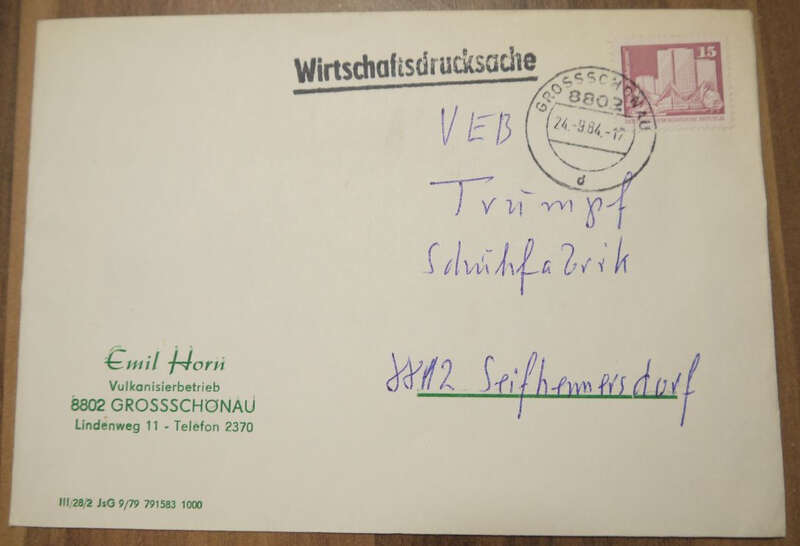 Wirtschaftsdrucksache
15
GROSSSCHÖNAU
8802
24.-9.84.-17
d
VEB
Trumpf
Schuhfabrik
8812 Seifhennersdorf
Emil Horn
Vulkanisierbetrieb
8802 GROSSSCHÖNAU
Lindenweg 11 - Telefon 2370
III/28/2 JsG 9/79 791583 1000